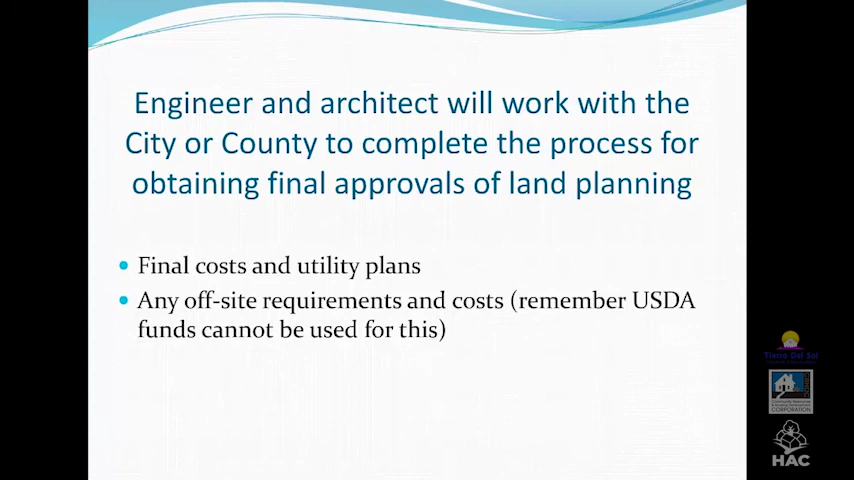 Engineer and architect will work with the
City or County to complete the process for
obtaining final approvals of land planning
• Final costs and utility plans
• Any off-site requirements and costs (remember USDA
funds cannot be used for this)
Tierra Del Sol
CORPORATION
HAC